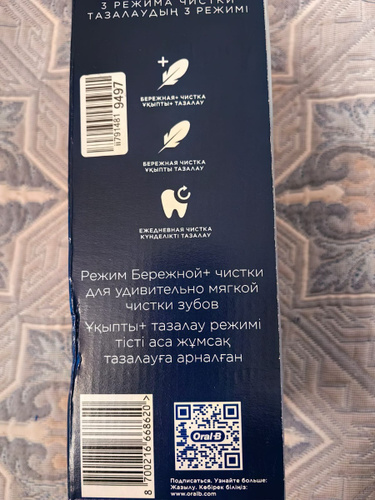 3 РЕЖИМА ЧИСТКИ
ТАЗАЛАУДЫҢ 3 РЕЖИМІ
БЕРЕЖНАЯ+ ЧИСТКА
ҰҚЫПТЫ+ ТАЗАЛАУ
8791481
9497
БЕРЕЖНАЯ ЧИСТКА
ҰҚЫПТЫ ТАЗАЛАУ
ЕЖЕДНЕВНАЯ ЧИСТКА
КҮНДЕЛІКТІ ТАЗАЛАУ
Режим Бережной+ чистки
для удивительно мягкой
чистки зубов
Ұқыпты+ тазалау режимі
тісті аса жұмсақ
тазалауға арналған
8 700216 668620>
Oral-B
Подписаться. Узнайте больше:
Жазылу. Көбірек біліңіз:
www.oralb.com